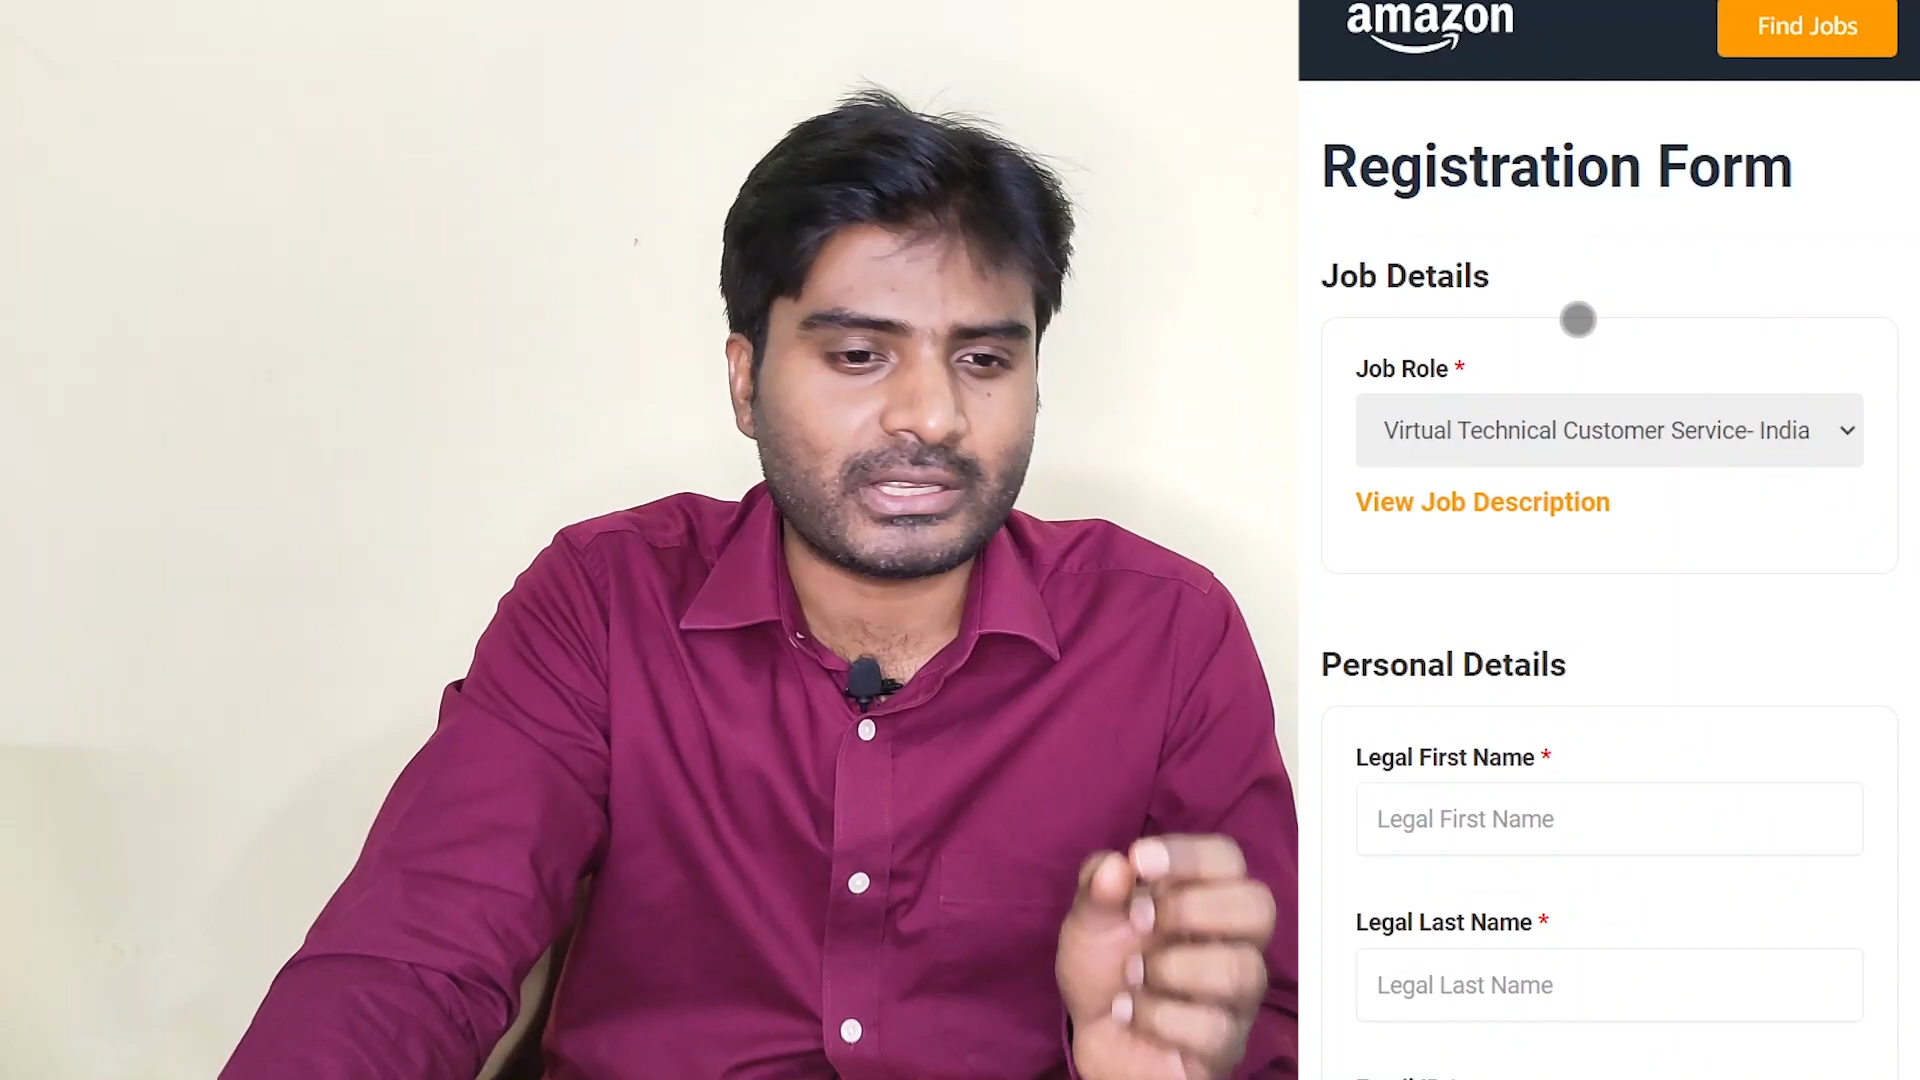 amazon
Find Jobs
Registration Form
Job Details
Job Role *
Virtual Technical Customer Service- India
View Job Description
Personal Details
Legal First Name *
Legal First Name
Legal Last Name *
Legal Last Name